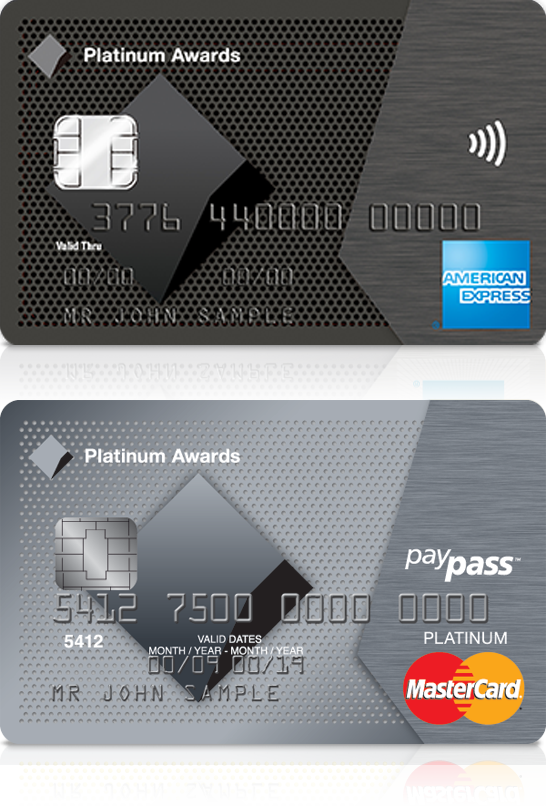 Platinum Awards
3776 440000 00000
Valid Thru
00/00 00/00
MR JOHN SAMPLE
AMERICAN
EXPRESS
Platinum Awards
paypass™
5412 7500 0000 0000
5412
VALID DATES
MONTH / YEAR - MONTH / YEAR
00/09 00/19
PLATINUM
MR JOHN SAMPLE
MasterCard